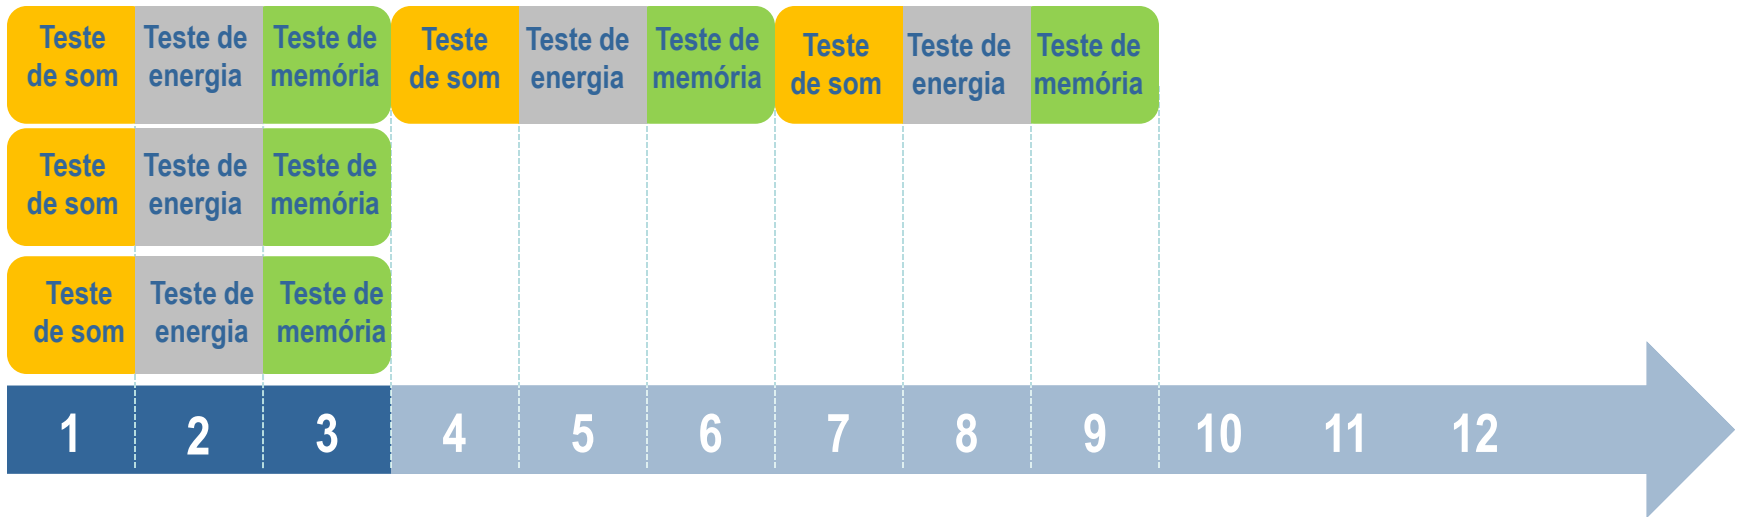 Teste
de som
Teste de
energia
Teste de
memória
Teste
de som
Teste de
energia
Teste de
memória
Teste
de som
Teste de
energia
Teste de
memória
Teste
de som
Teste de
energia
Teste de
memória
Teste
de som
Teste de
energia
Teste de
memória
1
2
3
4
5
6
7
8
9
10
11
12